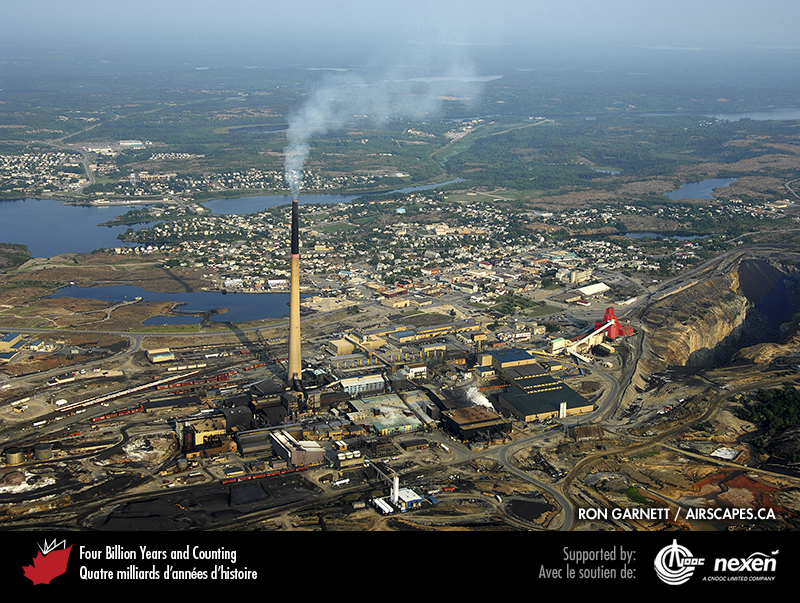 RON GARNETT / AIRSCAPES.CA
Four Billion Years and Counting
Quatre milliards d'années d'histoire
Supported by:
Avec le soutien de:
CNOOC nexen
A CNOOC LIMITED COMPANY